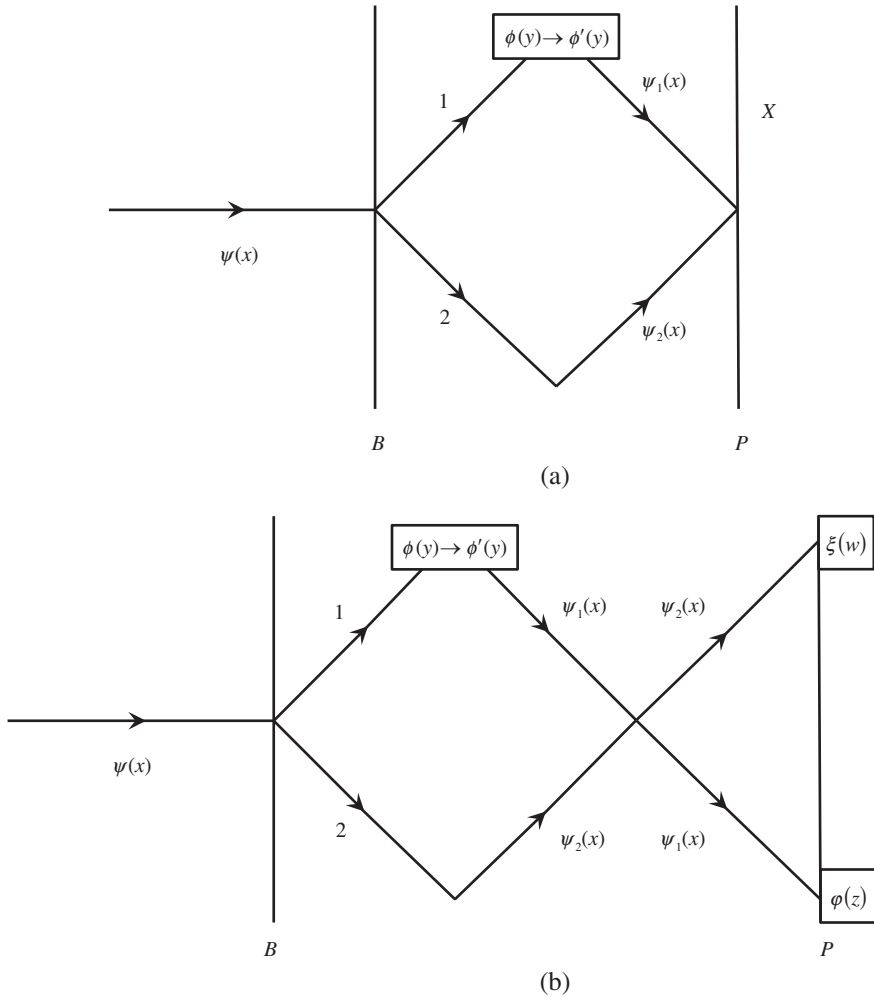 ϕ(y)→ ϕ′(y)
1
ψ₁(x)
X
ψ(x)
2
ψ₂(x)
B
P
(a)
ϕ(y)→ ϕ′(y)
ξ(w)
1
ψ₁(x)
ψ₂(x)
ψ(x)
2
ψ₂(x)
ψ₁(x)
φ(z)
B
P
(b)